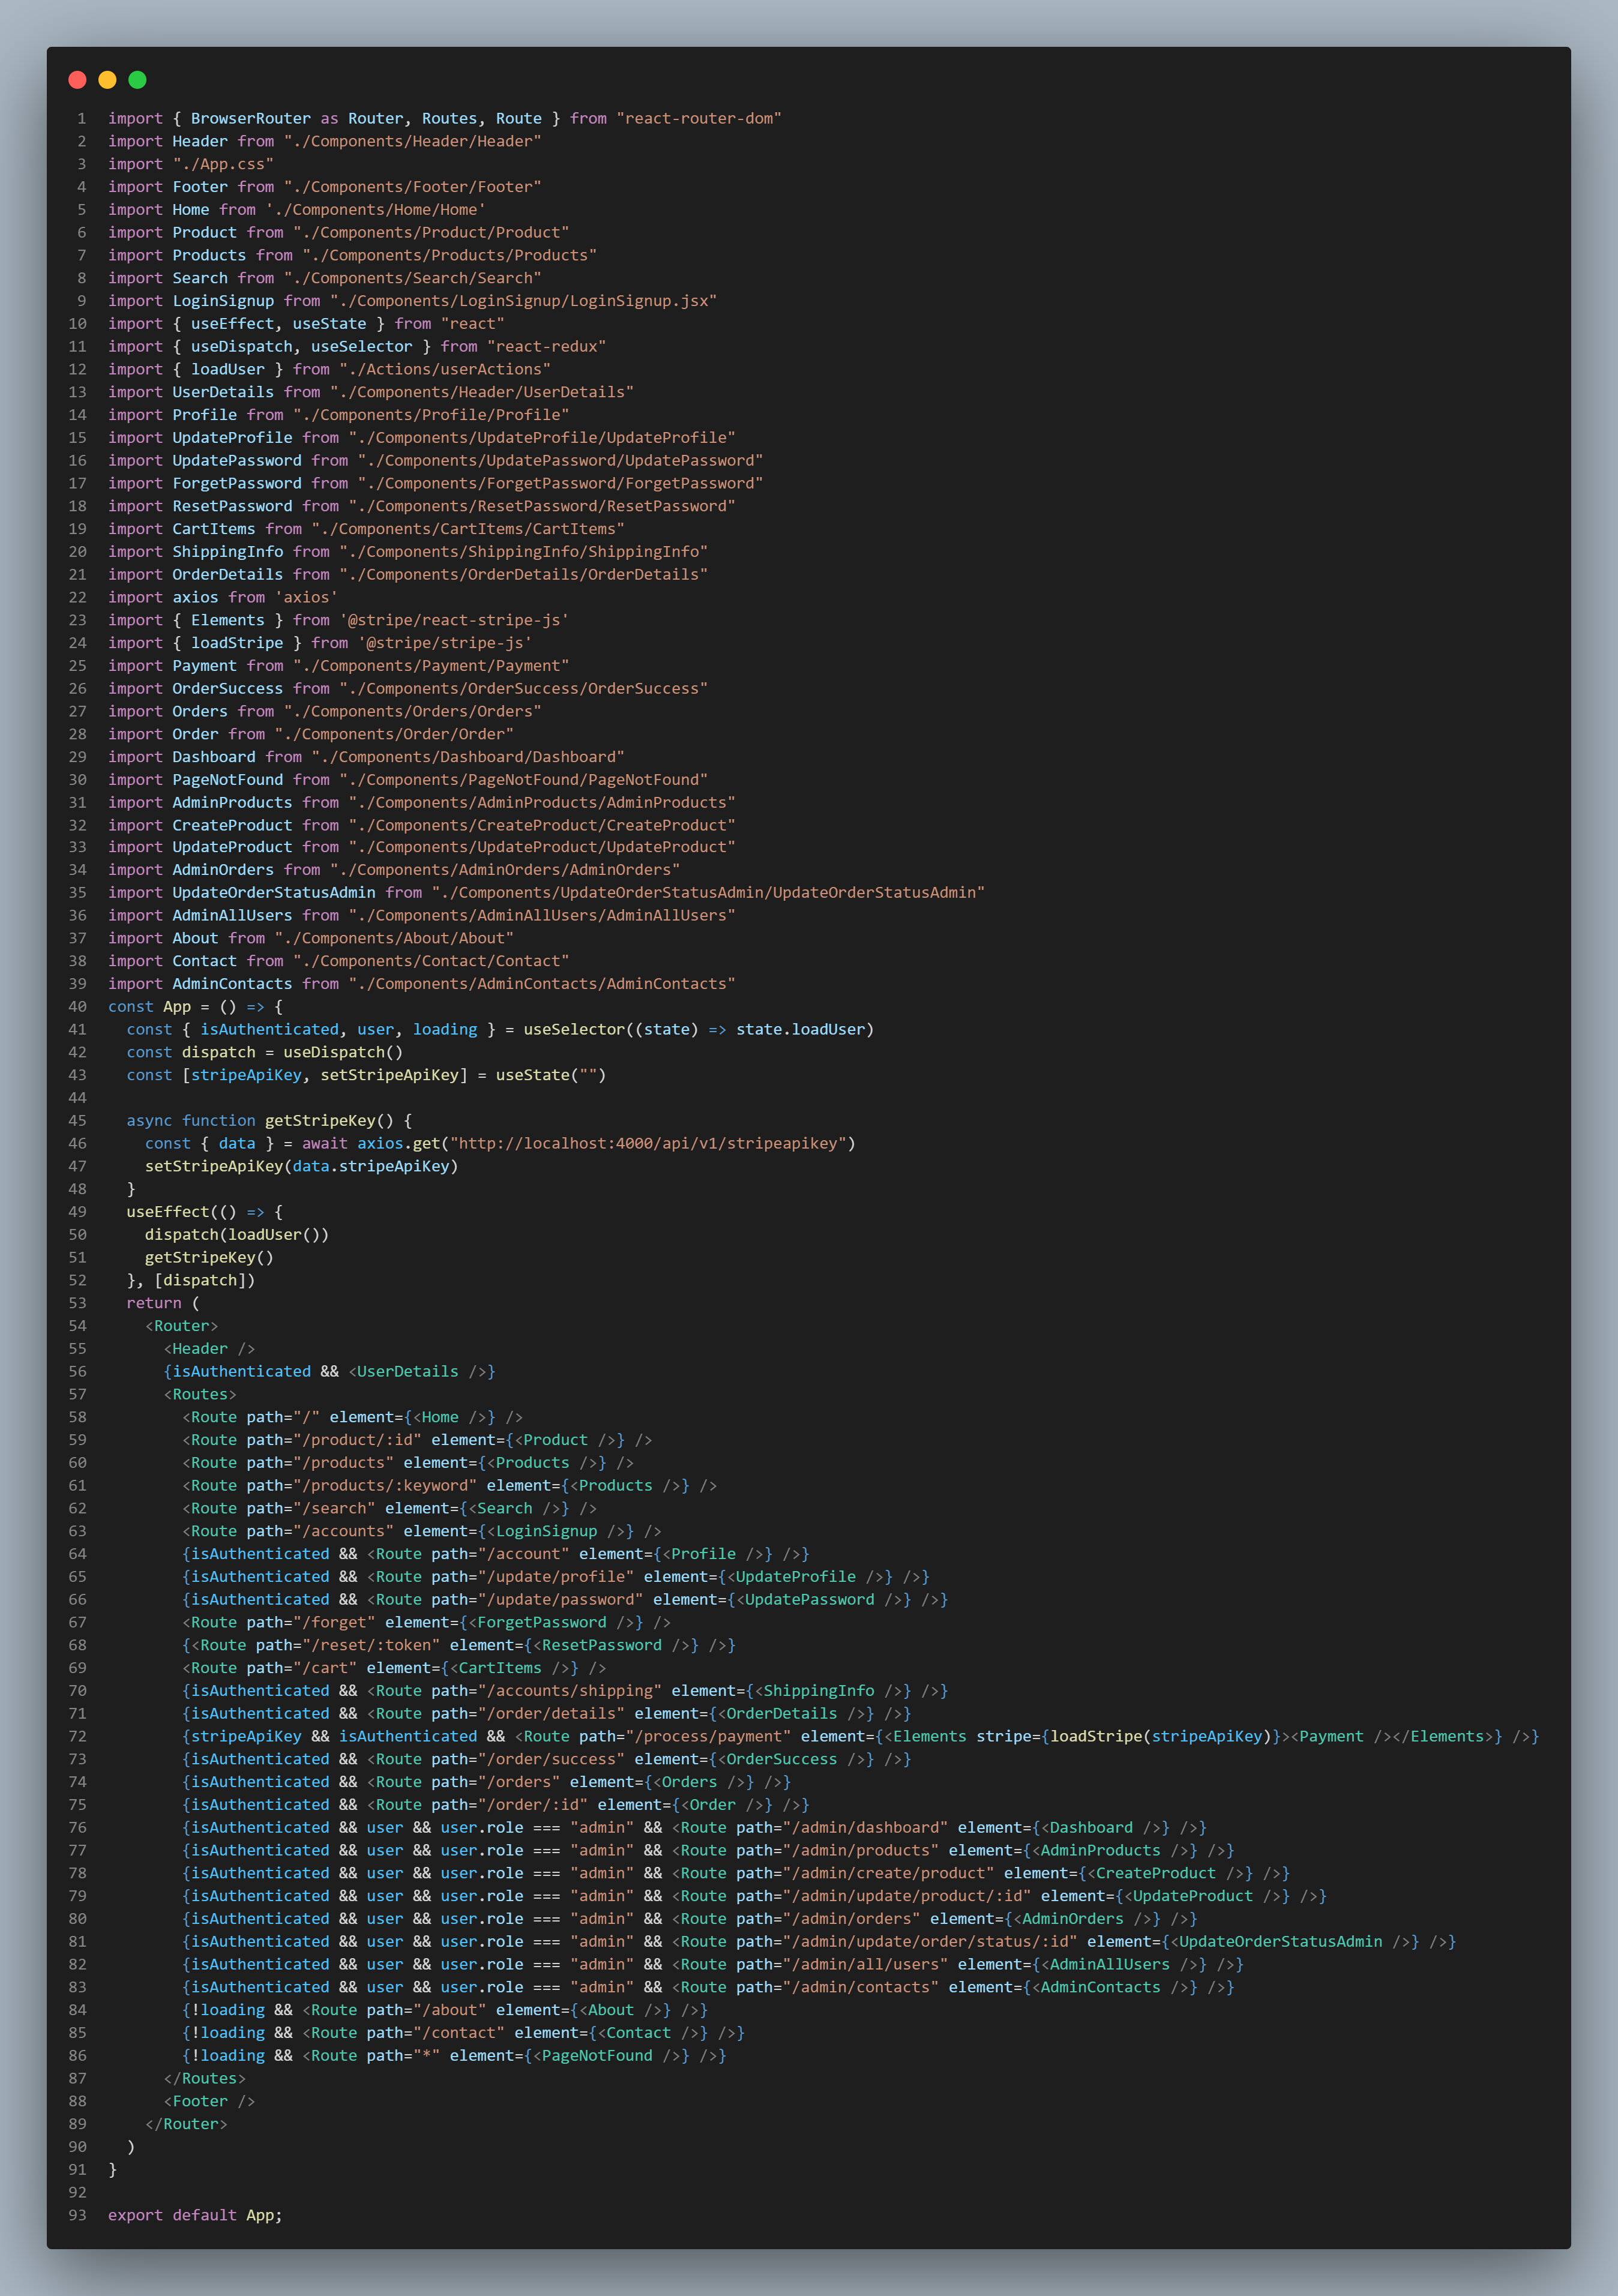 1 import { BrowserRouter as Router, Routes, Route } from "react-router-dom"
2 import Header from "./Components/Header/Header"
3 import "./App.css"
4 import Footer from "./Components/Footer/Footer"
5 import Home from './Components/Home/Home'
6 import Product from "./Components/Product/Product"
7 import Products from "./Components/Products/Products"
8 import Search from "./Components/Search/Search"
9 import LoginSignup from "./Components/LoginSignup/LoginSignup.jsx"
10 import { useEffect, useState } from "react"
11 import { useDispatch, useSelector } from "react-redux"
12 import { loadUser } from "./Actions/userActions"
13 import UserDetails from "./Components/Header/UserDetails"
14 import Profile from "./Components/Profile/Profile"
15 import UpdateProfile from "./Components/UpdateProfile/UpdateProfile"
16 import UpdatePassword from "./Components/UpdatePassword/UpdatePassword"
17 import ForgetPassword from "./Components/ForgetPassword/ForgetPassword"
18 import ResetPassword from "./Components/ResetPassword/ResetPassword"
19 import CartItems from "./Components/CartItems/CartItems"
20 import ShippingInfo from "./Components/ShippingInfo/ShippingInfo"
21 import OrderDetails from "./Components/OrderDetails/OrderDetails"
22 import axios from 'axios'
23 import { Elements } from '@stripe/react-stripe-js'
24 import { loadStripe } from '@stripe/stripe-js'
25 import Payment from "./Components/Payment/Payment"
26 import OrderSuccess from "./Components/OrderSuccess/OrderSuccess"
27 import Orders from "./Components/Orders/Orders"
28 import Order from "./Components/Order/Order"
29 import Dashboard from "./Components/Dashboard/Dashboard"
30 import PageNotFound from "./Components/PageNotFound/PageNotFound"
31 import AdminProducts from "./Components/AdminProducts/AdminProducts"
32 import CreateProduct from "./Components/CreateProduct/CreateProduct"
33 import UpdateProduct from "./Components/UpdateProduct/UpdateProduct"
34 import AdminOrders from "./Components/AdminOrders/AdminOrders"
35 import UpdateOrderStatusAdmin from "./Components/UpdateOrderStatusAdmin/UpdateOrderStatusAdmin"
36 import AdminAllUsers from "./Components/AdminAllUsers/AdminAllUsers"
37 import About from "./Components/About/About"
38 import Contact from "./Components/Contact/Contact"
39 import AdminContacts from "./Components/AdminContacts/AdminContacts"
40 const App = () => {
41   const { isAuthenticated, user, loading } = useSelector((state) => state.loadUser)
42   const dispatch = useDispatch()
43   const [stripeApiKey, setStripeApiKey] = useState("")
44
45   async function getStripeKey() {
46     const { data } = await axios.get("http://localhost:4000/api/v1/stripeapikey")
47     setStripeApiKey(data.stripeApiKey)
48   }
49   useEffect(() => {
50     dispatch(loadUser())
51     getStripeKey()
52   }, [dispatch])
53   return (
54     <Router>
55       <Header />
56       {isAuthenticated && <UserDetails />}
57       <Routes>
58         <Route path="/" element={<Home />} />
59         <Route path="/product/:id" element={<Product />} />
60         <Route path="/products" element={<Products />} />
61         <Route path="/products/:keyword" element={<Products />} />
62         <Route path="/search" element={<Search />} />
63         <Route path="/accounts" element={<LoginSignup />} />
64         {isAuthenticated && <Route path="/account" element={<Profile />} />}
65         {isAuthenticated && <Route path="/update/profile" element={<UpdateProfile />} />}
66         {isAuthenticated && <Route path="/update/password" element={<UpdatePassword />} />}
67         <Route path="/forget" element={<ForgetPassword />} />
68         {<Route path="/reset/:token" element={<ResetPassword />} />}
69         <Route path="/cart" element={<CartItems />} />
70         {isAuthenticated && <Route path="/accounts/shipping" element={<ShippingInfo />} />}
71         {isAuthenticated && <Route path="/order/details" element={<OrderDetails />} />}
72         {stripeApiKey && isAuthenticated && <Route path="/process/payment" element={<Elements stripe={loadStripe(stripeApiKey)}><Payment /></Elements>} />}
73         {isAuthenticated && <Route path="/order/success" element={<OrderSuccess />} />}
74         {isAuthenticated && <Route path="/orders" element={<Orders />} />}
75         {isAuthenticated && <Route path="/order/:id" element={<Order />} />}
76         {isAuthenticated && user && user.role === "admin" && <Route path="/admin/dashboard" element={<Dashboard />} />}
77         {isAuthenticated && user && user.role === "admin" && <Route path="/admin/products" element={<AdminProducts />} />}
78         {isAuthenticated && user && user.role === "admin" && <Route path="/admin/create/product" element={<CreateProduct />} />}
79         {isAuthenticated && user && user.role === "admin" && <Route path="/admin/update/product/:id" element={<UpdateProduct />} />}
80         {isAuthenticated && user && user.role === "admin" && <Route path="/admin/orders" element={<AdminOrders />} />}
81         {isAuthenticated && user && user.role === "admin" && <Route path="/admin/update/order/status/:id" element={<UpdateOrderStatusAdmin />} />}
82         {isAuthenticated && user && user.role === "admin" && <Route path="/admin/all/users" element={<AdminAllUsers />} />}
83         {isAuthenticated && user && user.role === "admin" && <Route path="/admin/contacts" element={<AdminContacts />} />}
84         {!loading && <Route path="/about" element={<About />} />}
85         {!loading && <Route path="/contact" element={<Contact />} />}
86         {!loading && <Route path="*" element={<PageNotFound />} />}
87       </Routes>
88       <Footer />
89     </Router>
90   )
91 }
92
93 export default App;